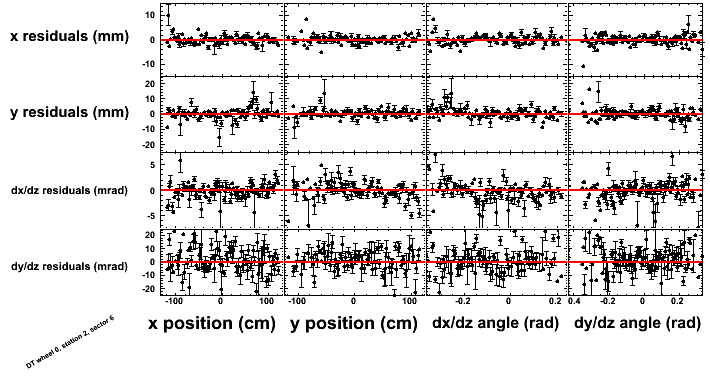 x residuals (mm)
10
0
-10
y residuals (mm)
20
10
0
-10
-20
dx/dz residuals (mrad)
5
0
-5
dy/dz residuals (mrad)
20
10
0
-10
-20
-100 0 100 -100 0 100 -0.2 0 0.2 0.4 -0.2 0 0.2
x position (cm) y position (cm) dx/dz angle (rad) dy/dz angle (rad)
DT wheel 0, station 2, sector 6